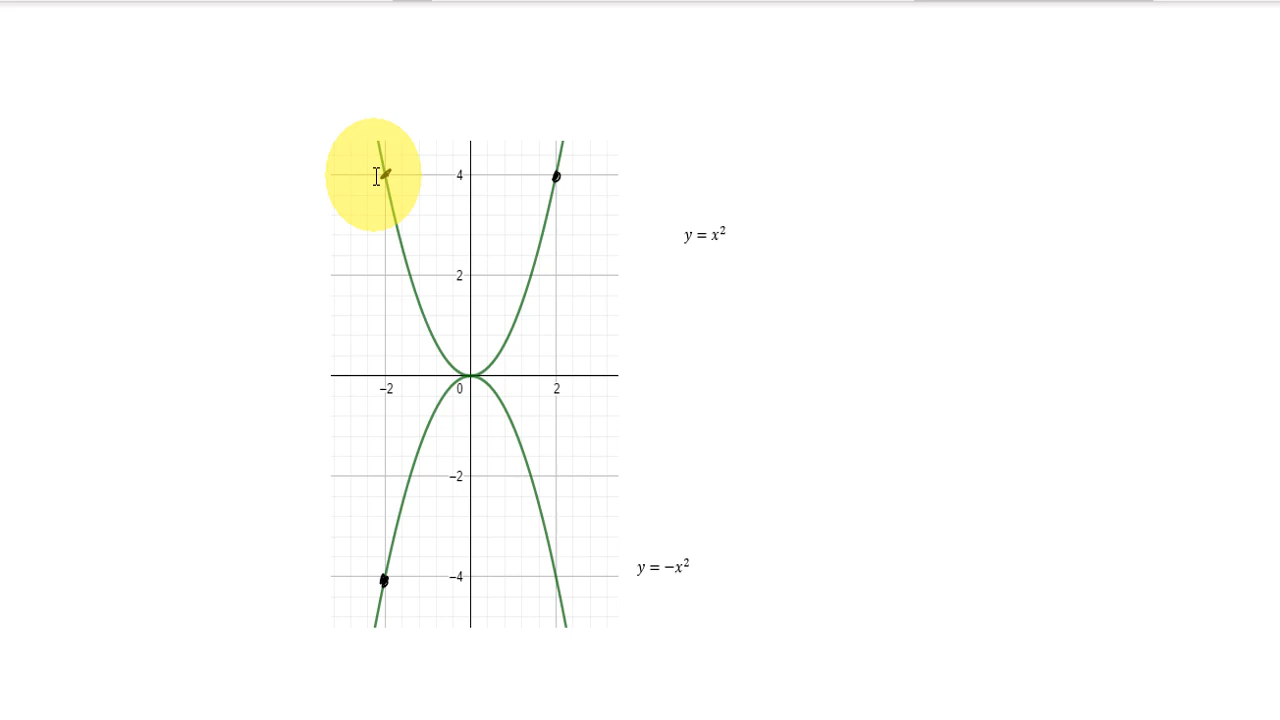 4
y = x²
2
−2 0 2
−2
y = −x²
−4